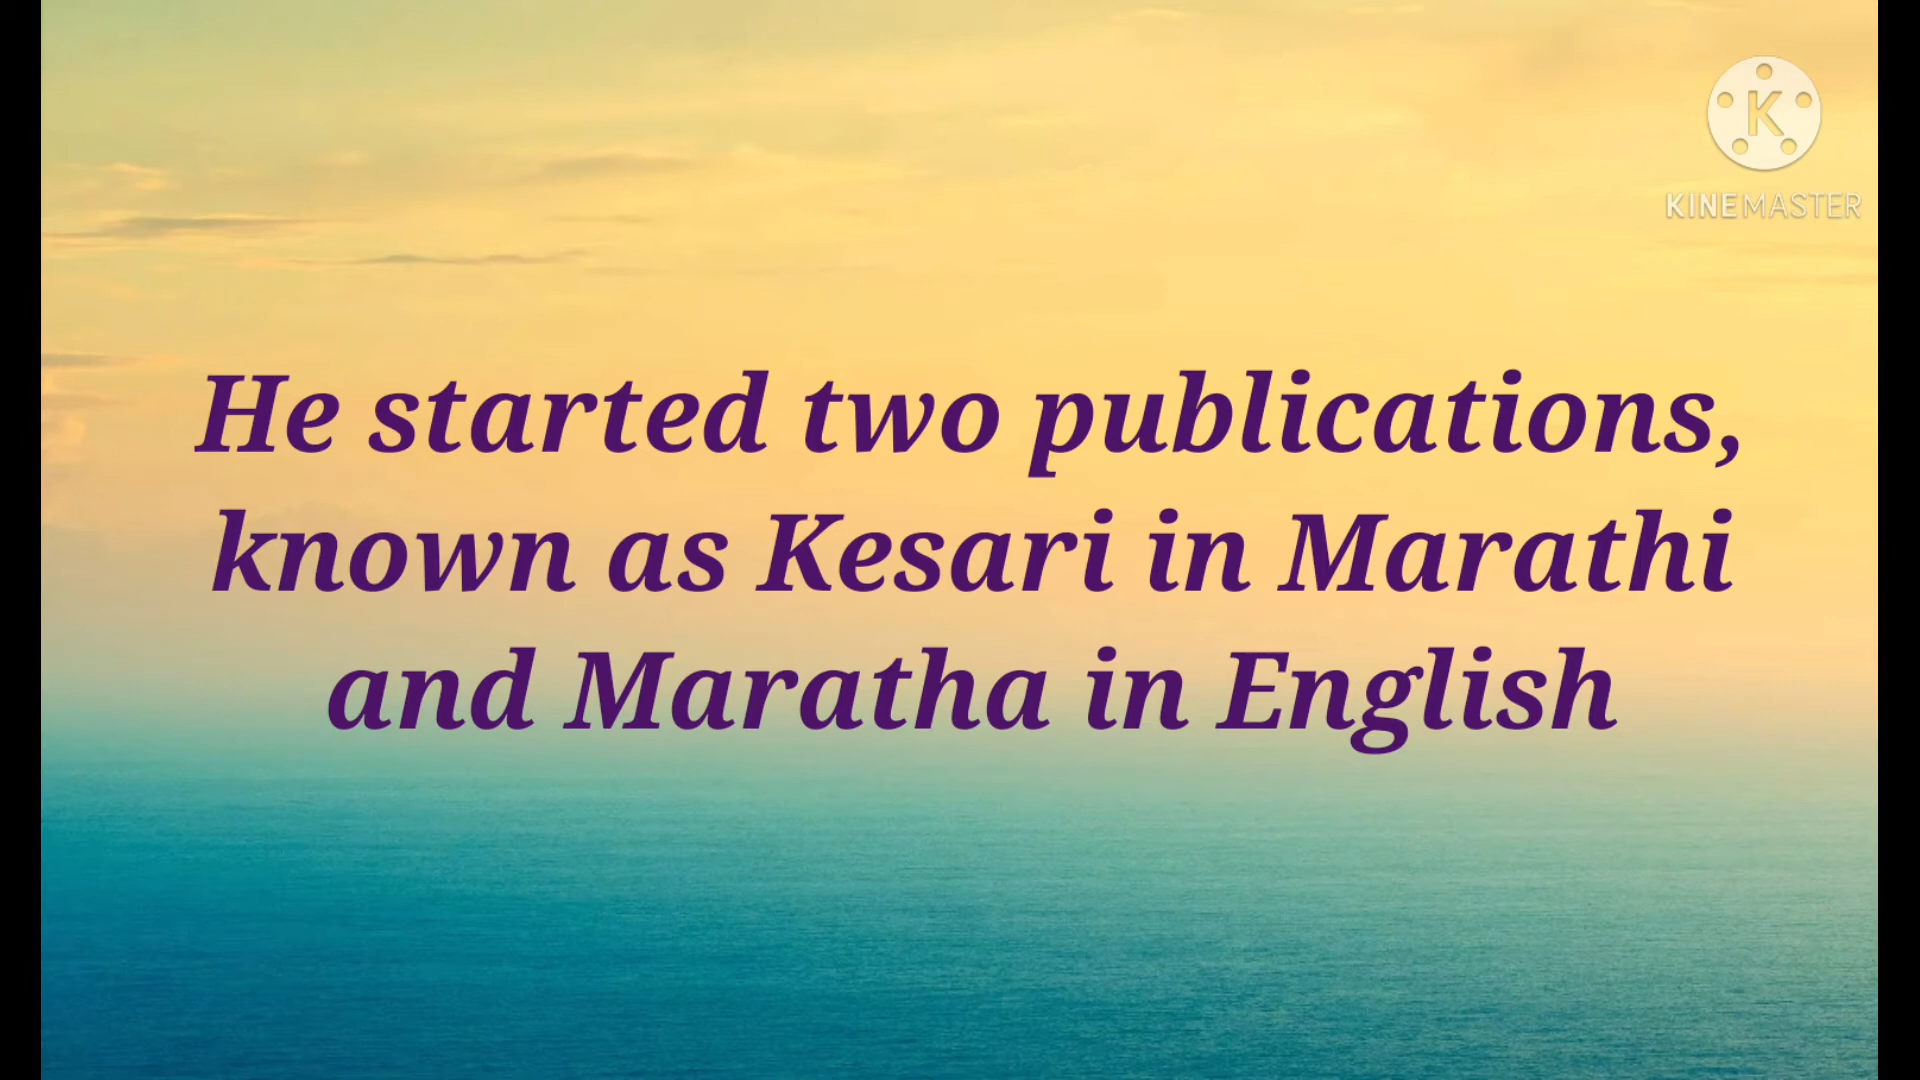 K
KINEMASTER
He started two publications,
known as Kesari in Marathi
and Maratha in English